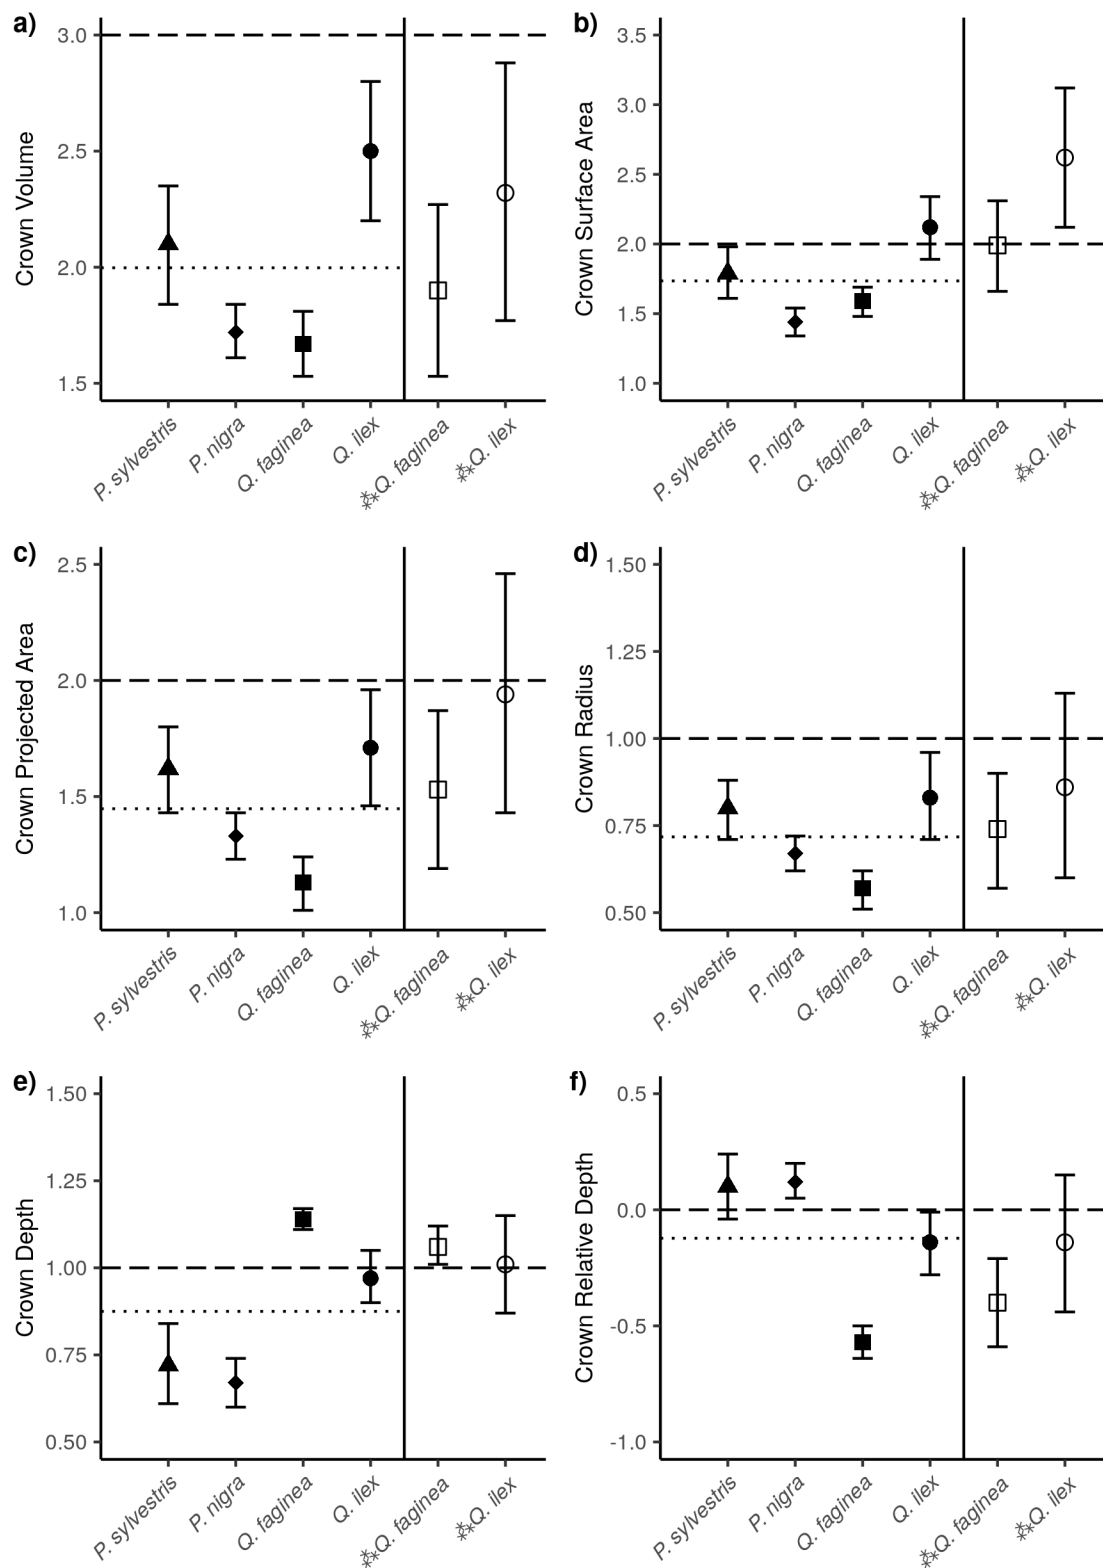 a)
Crown Volume
3.0
2.5
2.0
1.5
P. sylvestris
P. nigra
Q. faginea
Q. ilex
⁂Q. faginea
⁂Q. ilex
b)
Crown Surface Area
3.5
3.0
2.5
2.0
1.5
1.0
P. sylvestris
P. nigra
Q. faginea
Q. ilex
⁂Q. faginea
⁂Q. ilex
c)
Crown Projected Area
2.5
2.0
1.5
1.0
P. sylvestris
P. nigra
Q. faginea
Q. ilex
⁂Q. faginea
⁂Q. ilex
d)
Crown Radius
1.50
1.25
1.00
0.75
0.50
P. sylvestris
P. nigra
Q. faginea
Q. ilex
⁂Q. faginea
⁂Q. ilex
e)
Crown Depth
1.50
1.25
1.00
0.75
0.50
P. sylvestris
P. nigra
Q. faginea
Q. ilex
⁂Q. faginea
⁂Q. ilex
f)
Crown Relative Depth
0.5
0.0
-0.5
-1.0
P. sylvestris
P. nigra
Q. faginea
Q. ilex
⁂Q. faginea
⁂Q. ilex